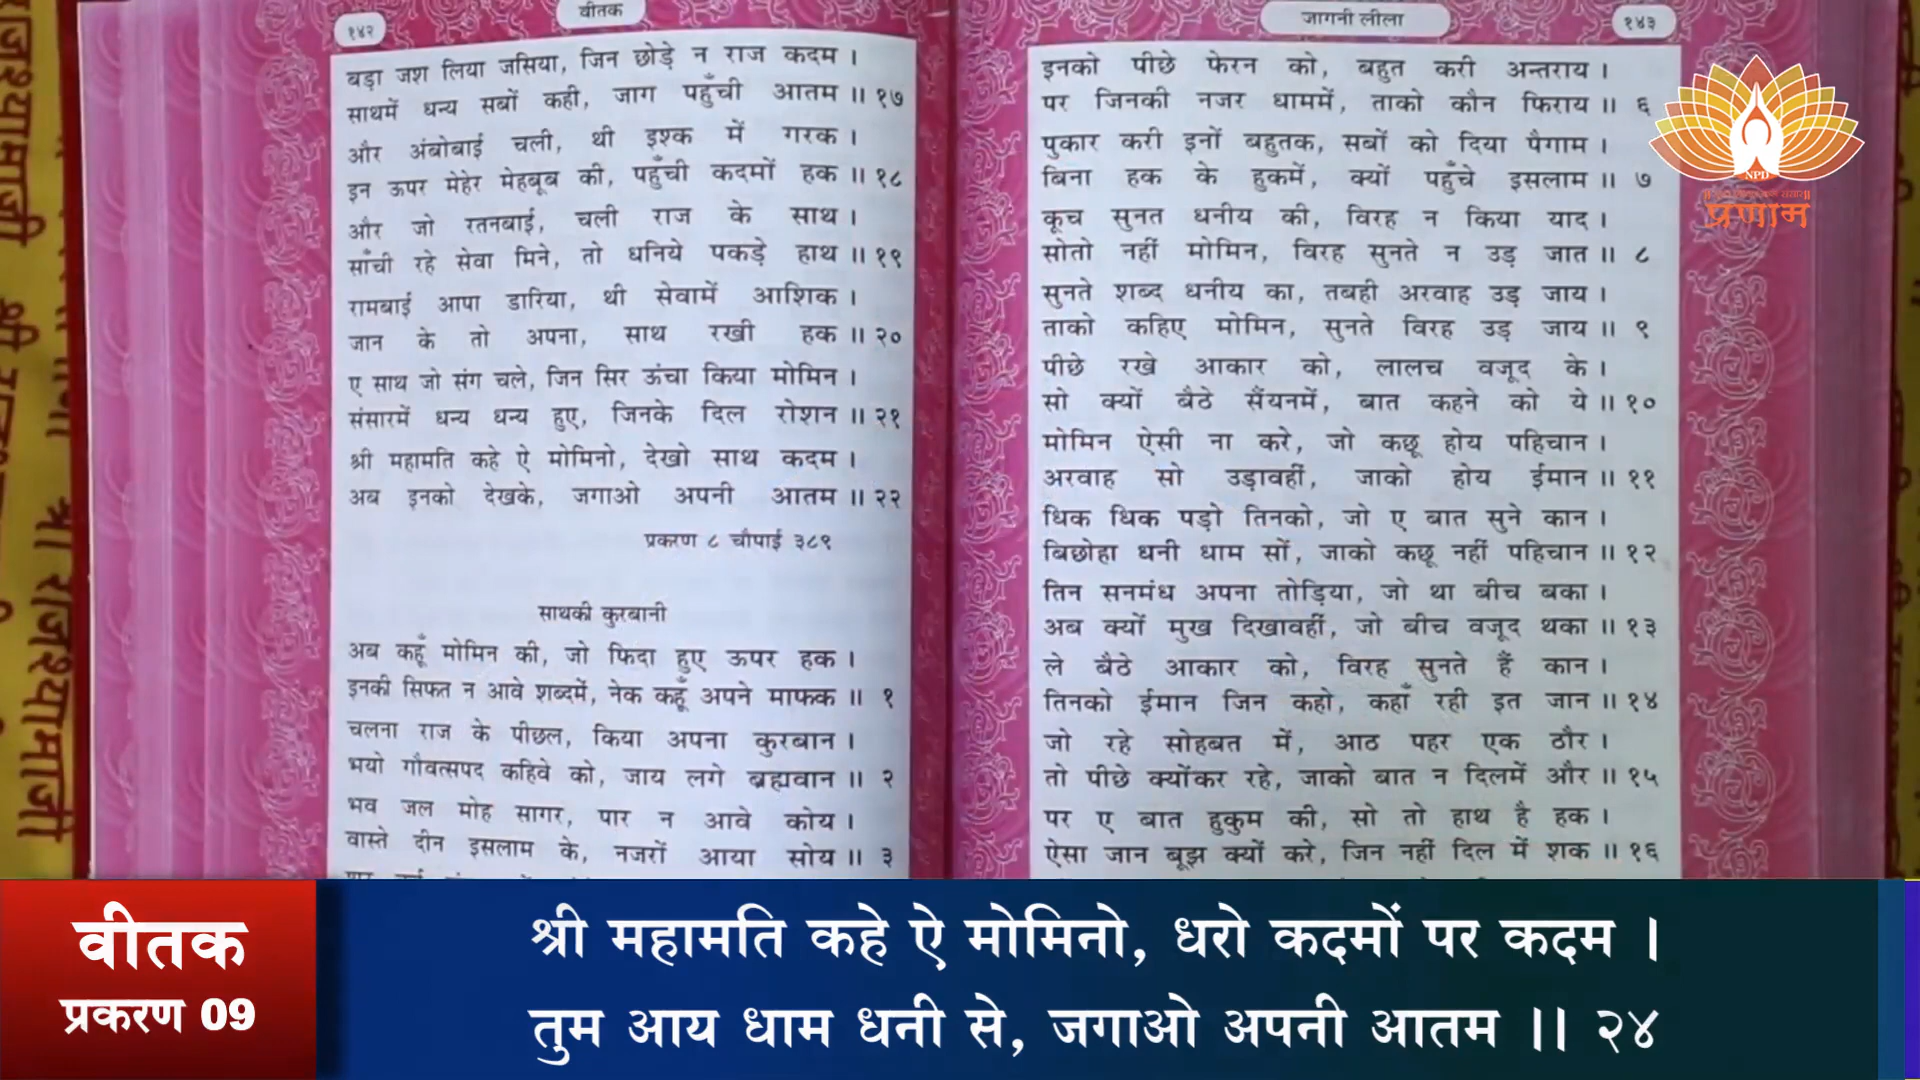 १४२
वीतक
बड़ा जश लिया जसिया, जिन छोड़े न राज कदम ।
साथमें धन्य सबों कही, जाग पहुँची आतम ॥ १७
और अंबोबाई चली, थी इश्क में गरक ।
इन ऊपर मेहेर मेहबूब की, पहुँची कदमों हक ॥ १८
और जो रतनबाई, चली राज के साथ ।
साँची रहे सेवा मिने, तो धनिये पकड़े हाथ ॥ १९
रामबाई आपा डारिया, थी सेवामें आशिक ।
जान के तो अपना, साथ रखी हक ॥ २०
ए साथ जो संग चले, जिन सिर ऊंचा किया मोमिन ।
संसारमें धन्य धन्य हुए, जिनके दिल रोशन ॥ २१
श्री महामति कहे ऐ मोमिनो, देखो साथ कदम ।
अब इनको देखके, जगाओ अपनी आतम ॥ २२
प्रकरण ८ चौपाई ३८९
साथकी कुरबानी
अब कहूँ मोमिन की, जो फिदा हुए ऊपर हक ।
इनकी सिफत न आवे शब्दमें, नेक कहूँ अपने माफक ॥ १
चलना राज के पीछल, किया अपना कुरबान ।
भयो गौवत्सपद कहिवे को, जाय लगे ब्रह्मवान ॥ २
भव जल मोह सागर, पार न आवे कोय ।
वास्ते दीन इसलाम के, नजरों आया सोय ॥ ३
जागनी लीला
१४३
इनको पीछे फेरन को, बहुत करी अन्तराय ।
पर जिनकी नजर धाममें, ताको कौन फिराय ॥ ६
पुकार करी इनों बहुतक, सबों को दिया पैगाम ।
बिना हक के हुकमें, क्यों पहुँचे इसलाम ॥ ७
कूच सुनत धनीय की, विरह न किया याद ।
सोतो नहीं मोमिन, विरह सुनते न उड़ जात ॥ ८
सुनते शब्द धनीय का, तबही अरवाह उड़ जाय ।
ताको कहिए मोमिन, सुनते विरह उड़ जाय ॥ ९
पीछे रखे आकार को, लालच वजूद के ।
सो क्यों बैठे सैंयनमें, बात कहने को ये ॥ १०
मोमिन ऐसी ना करे, जो कछू होय पहिचान ।
अरवाह सो उड़ावहीं, जाको होय ईमान ॥ ११
धिक धिक पड़ो तिनको, जो ए बात सुने कान ।
बिछोहा धनी धाम सों, जाको कछू नहीं पहिचान ॥ १२
तिन सनमंध अपना तोड़िया, जो था बीच बका ।
अब क्यों मुख दिखावहीं, जो बीच वजूद थका ॥ १३
ले बैठे आकार को, विरह सुनते हैं कान ।
तिनको ईमान जिन कहो, कहाँ रही इत जान ॥ १४
जो रहे सोहबत में, आठ पहर एक ठौर ।
तो पीछे क्योंकर रहे, जाको बात न दिलमें और ॥ १५
पर ए बात हुकुम की, सो तो हाथ है हक ।
ऐसा जान बूझ क्यों करे, जिन नहीं दिल में शक ॥ १६
NPD
प्रणाम
वीतक
प्रकरण 09
श्री महामति कहे ऐ मोमिनो, धरो कदमों पर कदम ।
तुम आय धाम धनी से, जगाओ अपनी आतम ।। २४